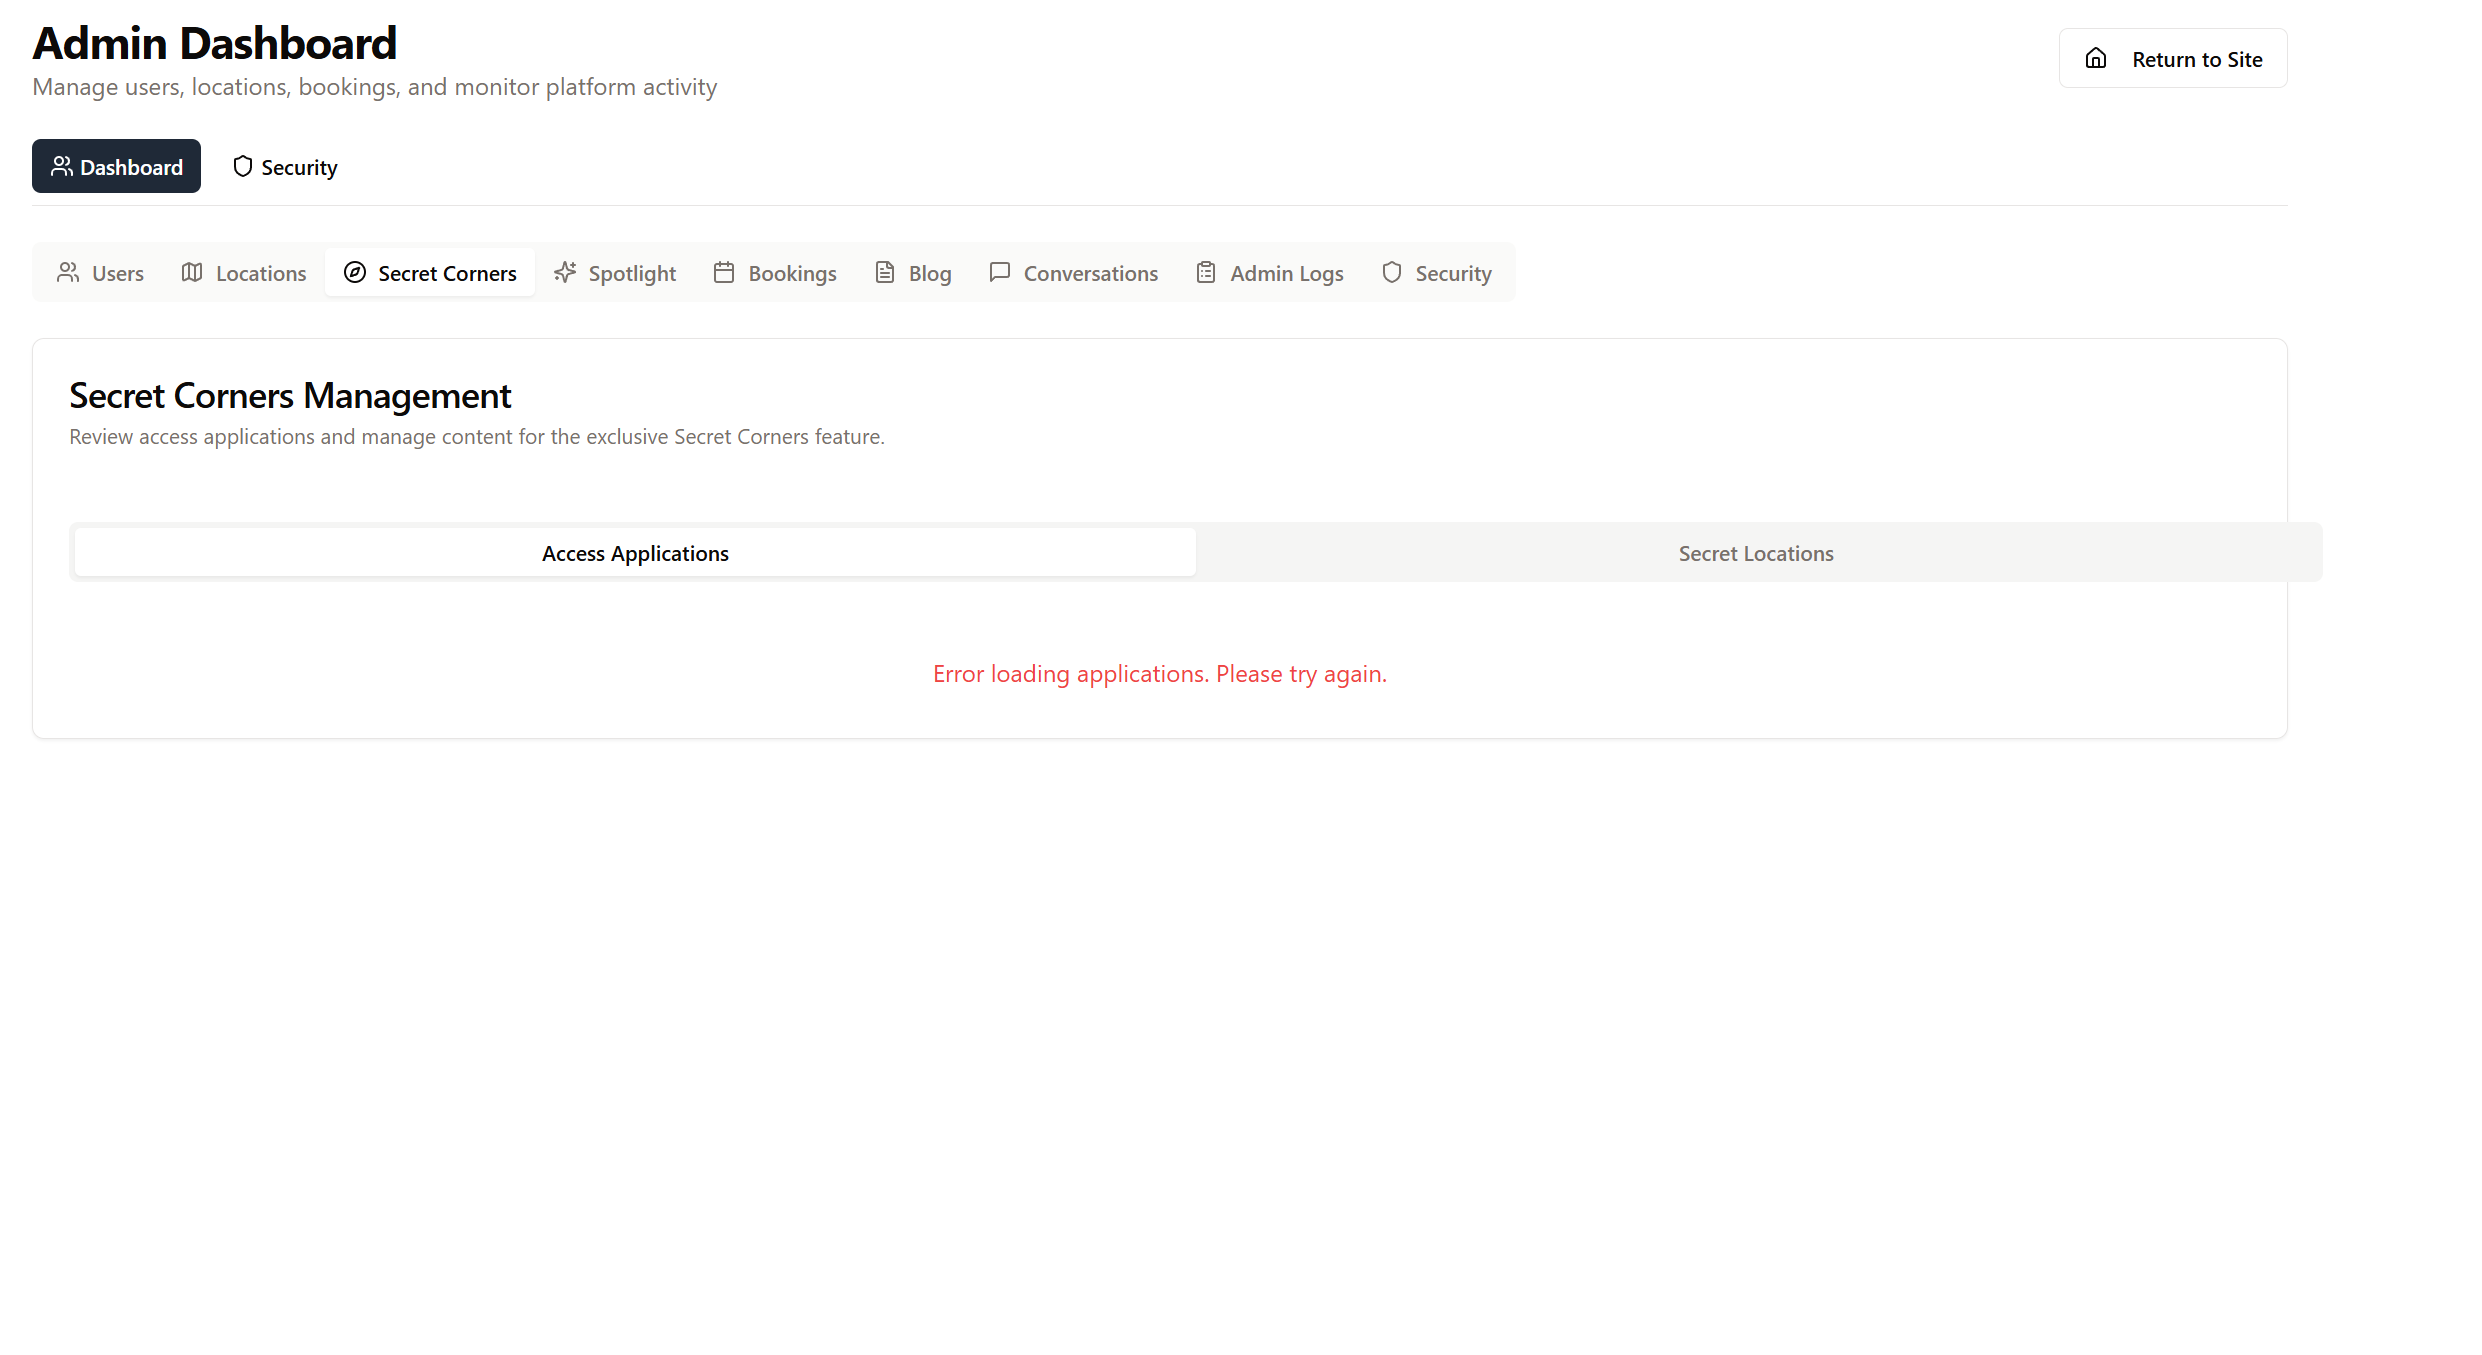 Admin Dashboard
Manage users, locations, bookings, and monitor platform activity
Return to Site
Dashboard Security
Users Locations Secret Corners Spotlight Bookings Blog Conversations Admin Logs Security
Secret Corners Management
Review access applications and manage content for the exclusive Secret Corners feature.
Access Applications Secret Locations
Error loading applications. Please try again.